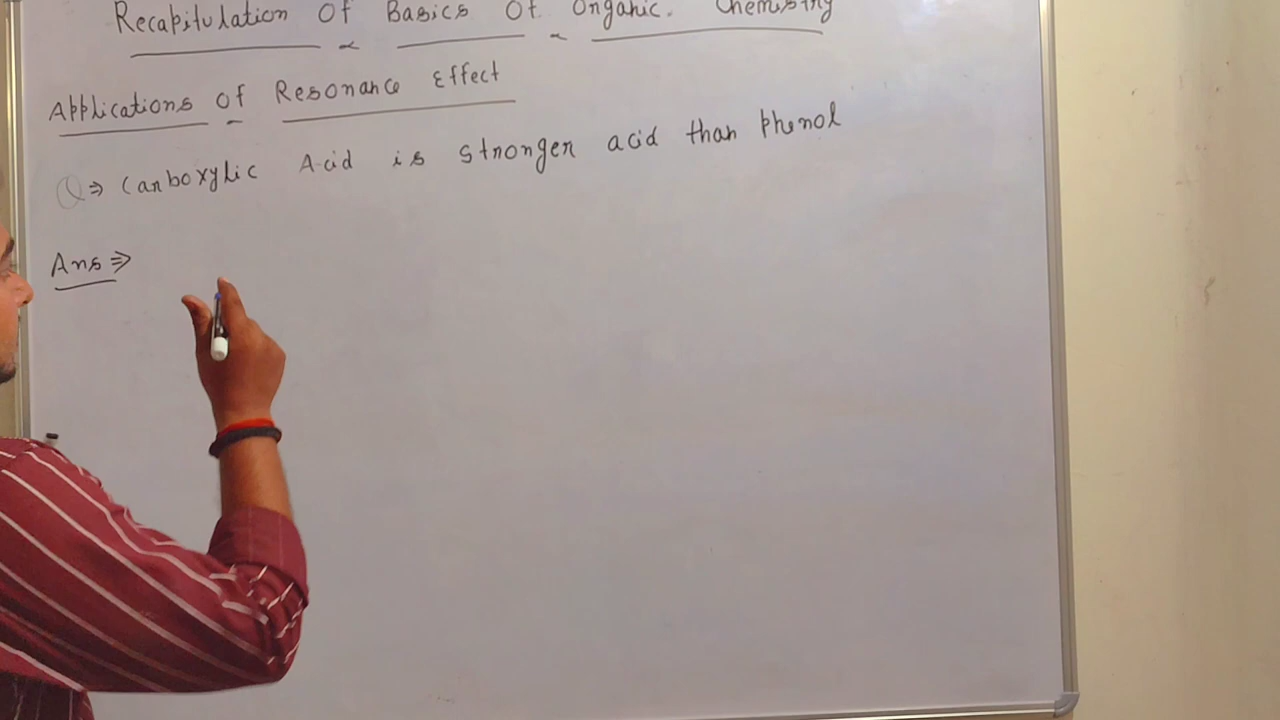 Recapitulation Of Basics Of Organic Chemistry
Applications of Resonance Effect
Q⇒ Carboxylic Acid is stronger acid than phenol
Ans⇒